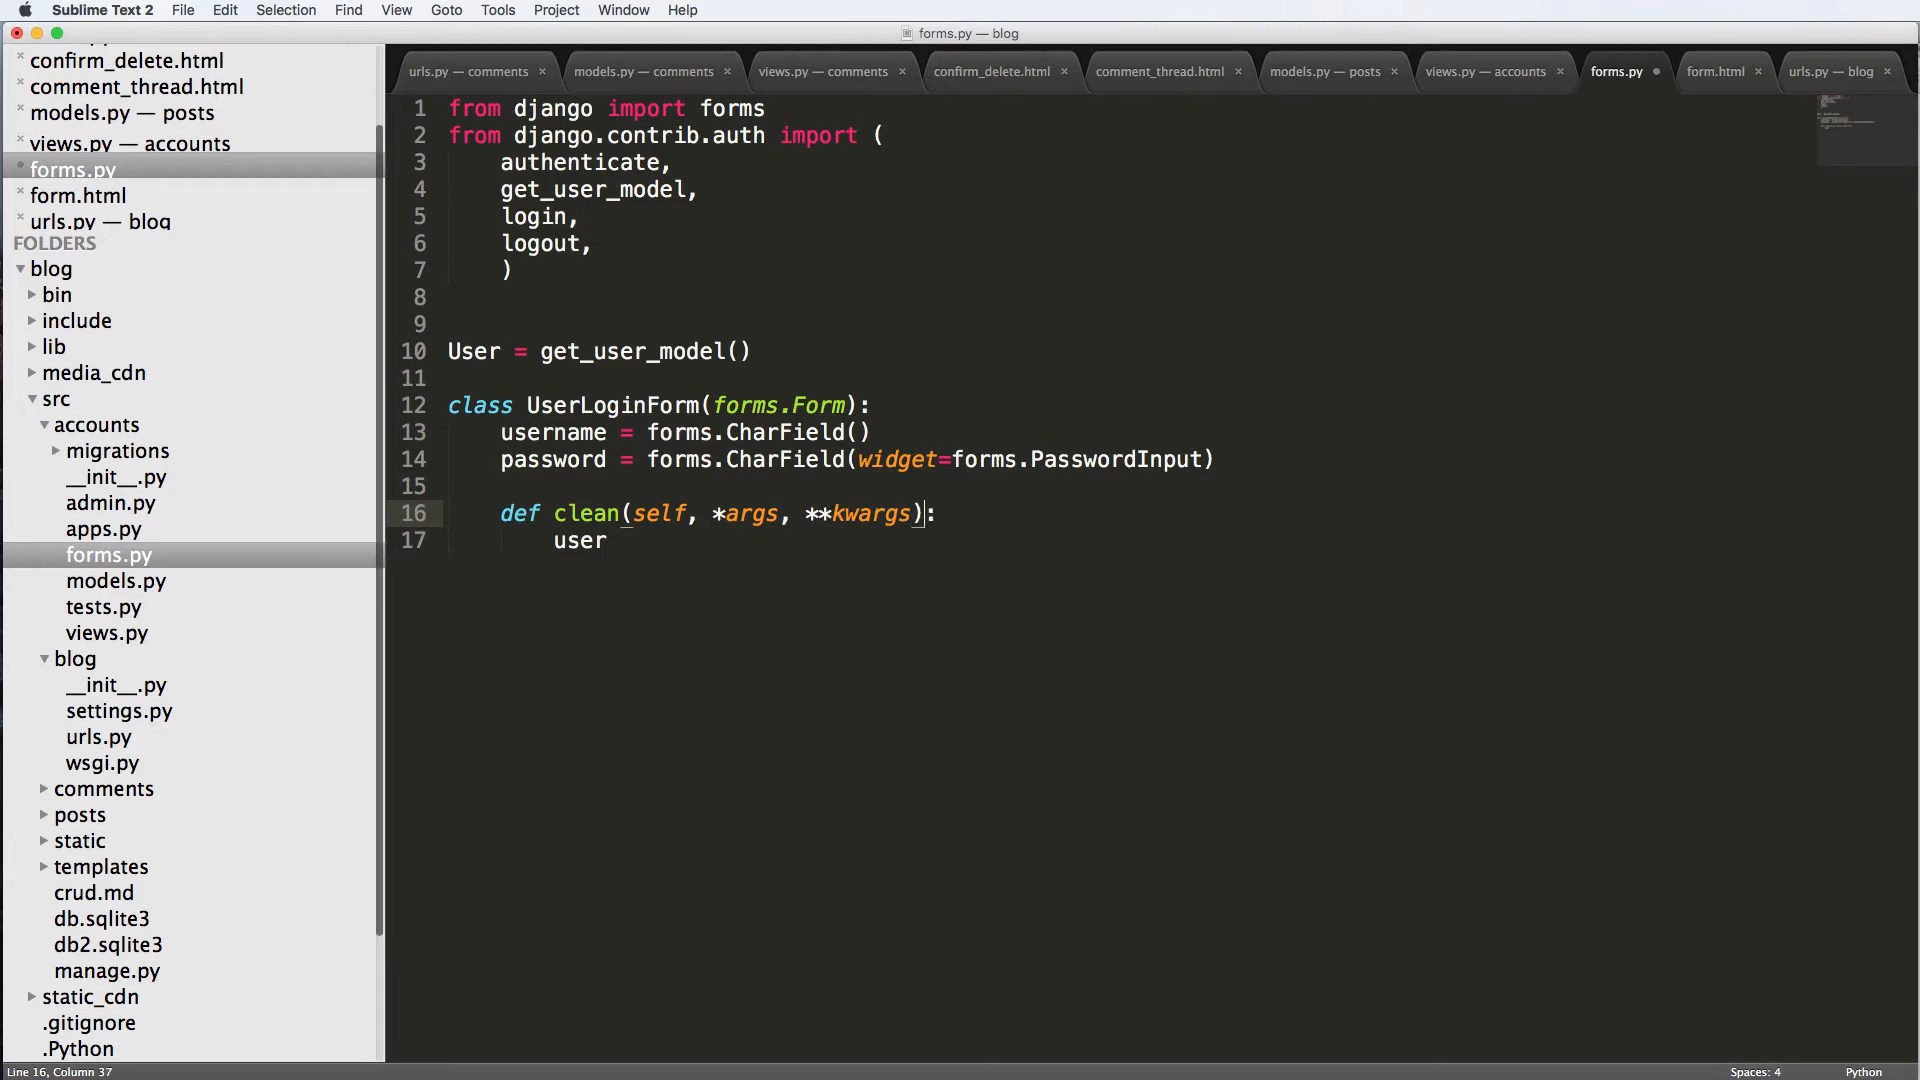 Sublime Text 2 File Edit Selection Find View Goto Tools Project Window Help
forms.py — blog
confirm_delete.html
comment_thread.html
models.py — posts
views.py — accounts
forms.py
form.html
urls.py — blog
FOLDERS
blog
bin
include
lib
media_cdn
src
accounts
migrations
__init__.py
admin.py
apps.py
forms.py
models.py
tests.py
views.py
blog
__init__.py
settings.py
urls.py
wsgi.py
comments
posts
static
templates
crud.md
db.sqlite3
db2.sqlite3
manage.py
static_cdn
.gitignore
.Python
urls.py — comments models.py — comments views.py — comments confirm_delete.html comment_thread.html models.py — posts views.py — accounts forms.py form.html urls.py — blog
1 from django import forms
2 from django.contrib.auth import (
3 authenticate,
4 get_user_model,
5 login,
6 logout,
7 )
8
9
10 User = get_user_model()
11
12 class UserLoginForm(forms.Form):
13 username = forms.CharField()
14 password = forms.CharField(widget=forms.PasswordInput)
15
16 def clean(self, *args, **kwargs):
17 user
Line 16, Column 37 Spaces: 4 Python